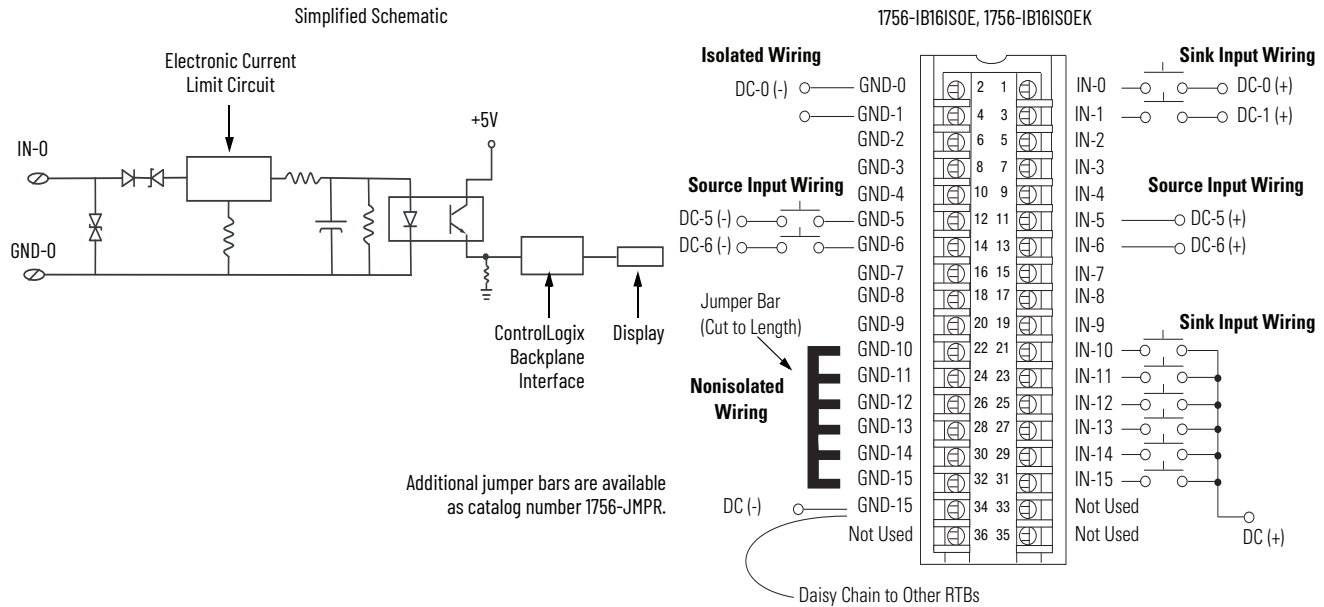 Simplified Schematic
Electronic Current
Limit Circuit
+5V
IN-0
GND-0
ControlLogix
Backplane
Interface
Display
Additional jumper bars are available
as catalog number 1756-JMPR.
1756-IB16ISOE, 1756-IB16ISOEK
Isolated Wiring
Sink Input Wiring
DC-0 (-) GND-0 2 1 IN-0 DC-0 (+)
GND-1 4 3 IN-1 DC-1 (+)
GND-2 6 5 IN-2
GND-3 8 7 IN-3
Source Input Wiring GND-4 10 9 IN-4 Source Input Wiring
DC-5 (-) GND-5 12 11 IN-5 DC-5 (+)
DC-6 (-) GND-6 14 13 IN-6 DC-6 (+)
GND-7 16 15 IN-7
GND-8 18 17 IN-8
Jumper Bar
(Cut to Length)
GND-9 20 19 IN-9 Sink Input Wiring
GND-10 22 21 IN-10
GND-11 24 23 IN-11
Nonisolated
Wiring
GND-12 26 25 IN-12
GND-13 28 27 IN-13
GND-14 30 29 IN-14
GND-15 32 31 IN-15
DC (-) GND-15 34 33 Not Used
Not Used 36 35 Not Used DC (+)
Daisy Chain to Other RTBs